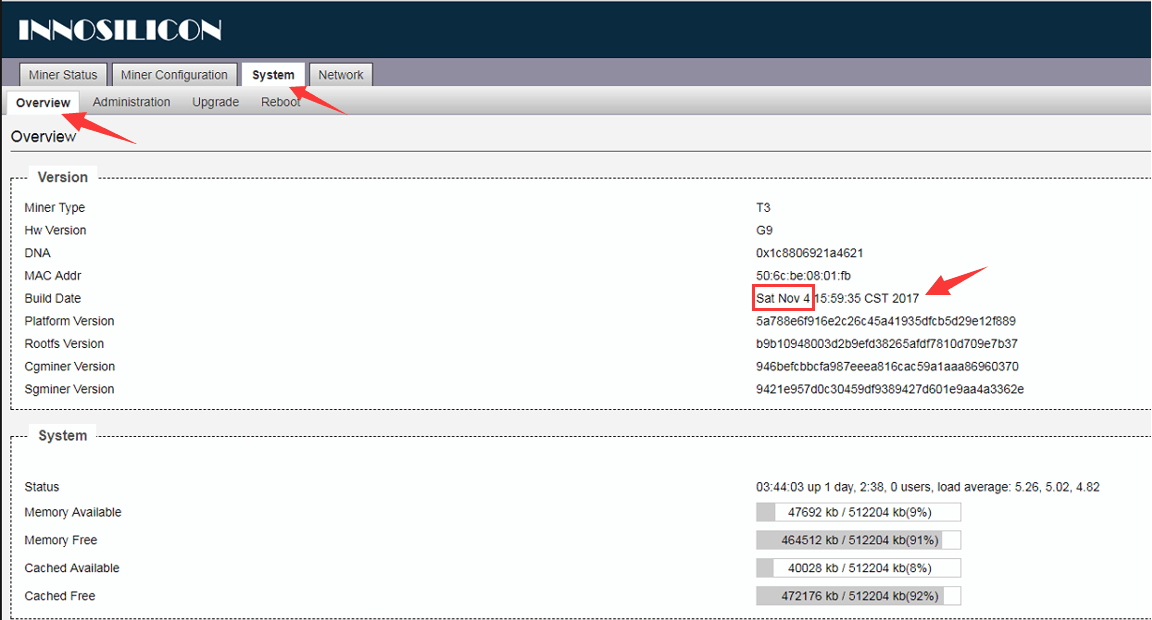 INNOSILICON
Miner Status Miner Configuration System Network
Overview Administration Upgrade Reboot
Overview
Version
Miner Type T3
Hw Version G9
DNA 0x1c8806921a4621
MAC Addr 50:6c:be:08:01:fb
Build Date Sat Nov 4 15:59:35 CST 2017
Platform Version 5a788e6f916e2c26c45a41935dfcb5d29e12f889
Rootfs Version b9b10948003d2b9efd38265afdf7810d709e7b37
Cgminer Version 946befcbbcfa987eeea816cac59a1aaa86960370
Sgminer Version 9421e957d0c30459df9389427d601e9aa4a3362e
System
Status 03:44:03 up 1 day, 2:38, 0 users, load average: 5.26, 5.02, 4.82
Memory Available 47692 kb / 512204 kb(9%)
Memory Free 464512 kb / 512204 kb(91%)
Cached Available 40028 kb / 512204 kb(8%)
Cached Free 472176 kb / 512204 kb(92%)